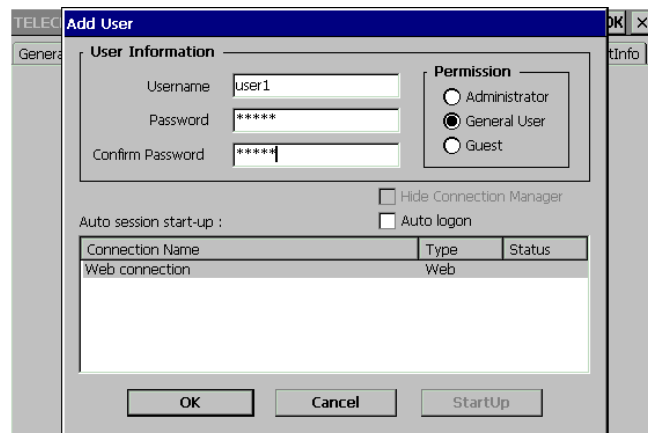 TELEC
Add User
OK
Genera
tInfo
User Information
Username user1
Password *****
Confirm Password *****
Permission
Administrator
General User
Guest
Hide Connection Manager
Auto session start-up :
Auto logon
Connection Name Type Status
Web connection Web
OK Cancel StartUp